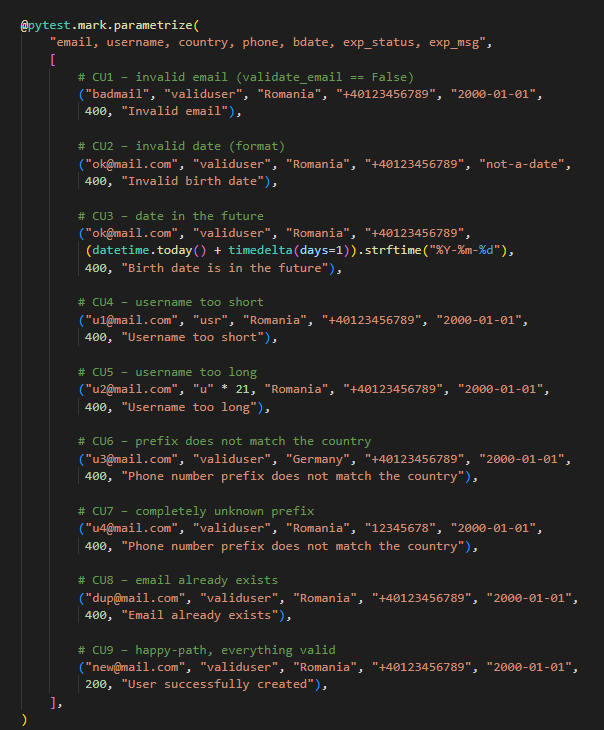 @pytest.mark.parametrize(
"email, username, country, phone, bdate, exp_status, exp_msg",
[
# CU1 – invalid email (validate_email == False)
("badmail", "validuser", "Romania", "+40123456789", "2000-01-01",
400, "Invalid email"),
# CU2 – invalid date (format)
("ok@mail.com", "validuser", "Romania", "+40123456789", "not-a-date",
400, "Invalid birth date"),
# CU3 – date in the future
("ok@mail.com", "validuser", "Romania", "+40123456789",
(datetime.today() + timedelta(days=1)).strftime("%Y-%m-%d"),
400, "Birth date is in the future"),
# CU4 – username too short
("u1@mail.com", "usr", "Romania", "+40123456789", "2000-01-01",
400, "Username too short"),
# CU5 – username too long
("u2@mail.com", "u" * 21, "Romania", "+40123456789", "2000-01-01",
400, "Username too long"),
# CU6 – prefix does not match the country
("u3@mail.com", "validuser", "Germany", "+40123456789", "2000-01-01",
400, "Phone number prefix does not match the country"),
# CU7 – completely unknown prefix
("u4@mail.com", "validuser", "Romania", "12345678", "2000-01-01",
400, "Phone number prefix does not match the country"),
# CU8 – email already exists
("dup@mail.com", "validuser", "Romania", "+40123456789", "2000-01-01",
400, "Email already exists"),
# CU9 – happy-path, everything valid
("new@mail.com", "validuser", "Romania", "+40123456789", "2000-01-01",
200, "User successfully created"),
],
)